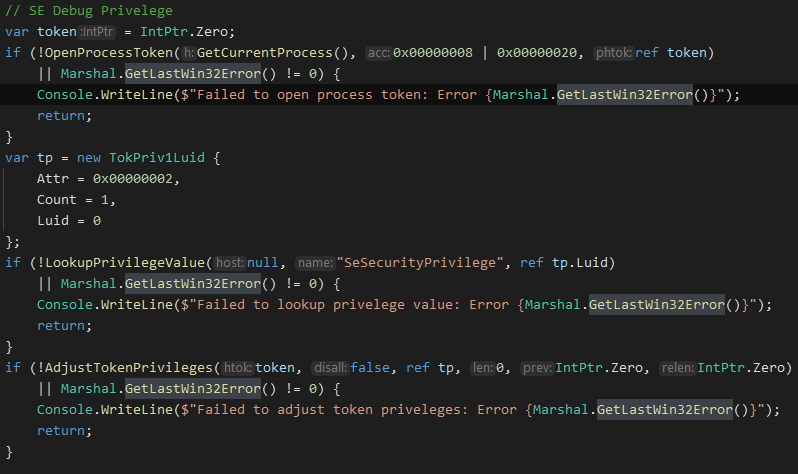 // SE Debug Privelege
var token:IntPtr = IntPtr.Zero;
if (!OpenProcessToken(h:GetCurrentProcess(), acc:0x00000008 | 0x00000020, phtok:ref token)
|| Marshal.GetLastWin32Error() != 0) {
Console.WriteLine($"Failed to open process token: Error {Marshal.GetLastWin32Error()}");
return;
}
var tp = new TokPriv1Luid {
Attr = 0x00000002,
Count = 1,
Luid = 0
};
if (!LookupPrivilegeValue(host:null, name:"SeSecurityPrivilege", ref tp.Luid)
|| Marshal.GetLastWin32Error() != 0) {
Console.WriteLine($"Failed to lookup privelege value: Error {Marshal.GetLastWin32Error()}");
return;
}
if (!AdjustTokenPrivileges(htok:token, disall:false, ref tp, len:0, prev:IntPtr.Zero, relen:IntPtr.Zero)
|| Marshal.GetLastWin32Error() != 0) {
Console.WriteLine($"Failed to adjust token priveleges: Error {Marshal.GetLastWin32Error()}");
return;
}